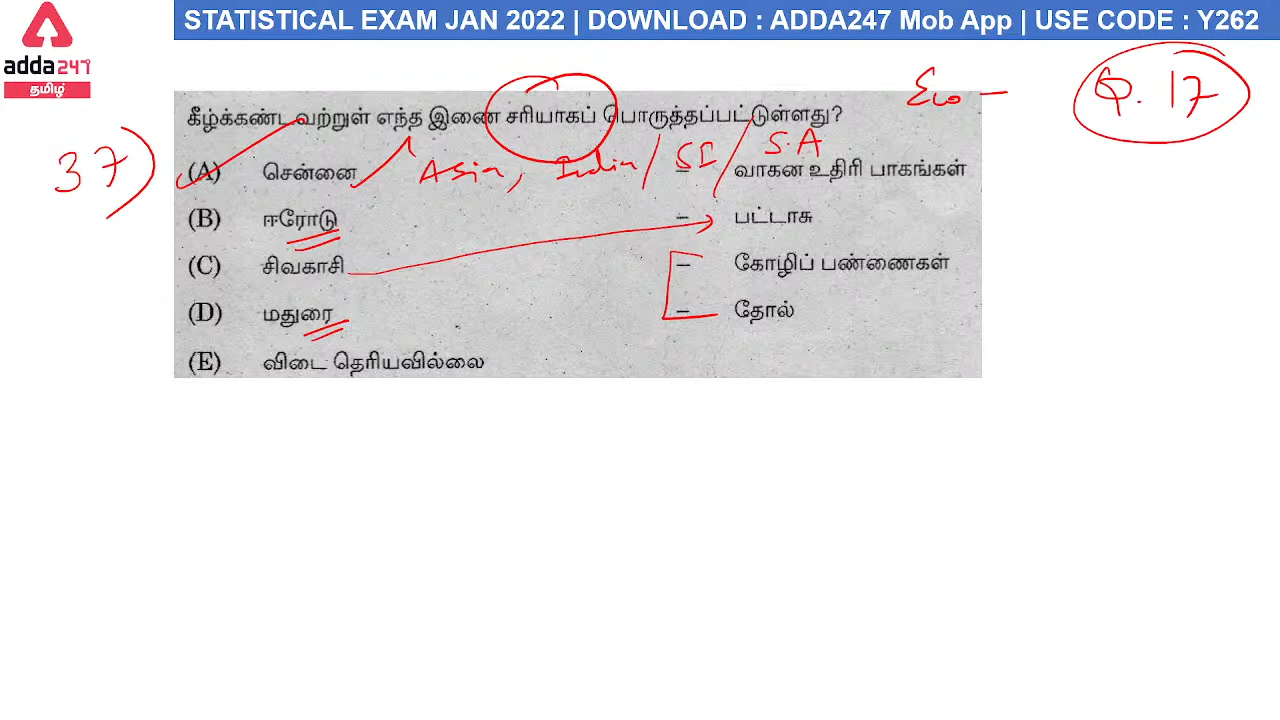 STATISTICAL EXAM JAN 2022 | DOWNLOAD : ADDA247 Mob App | USE CODE : Y262
adda247
தமிழ்
Q. 17
37)
கீழ்க்கண்டவற்றுள் எந்த இணை சரியாகப் பொருத்தப்பட்டுள்ளது?
Asia, India / SI / S.A
(A) சென்னை – வாகன உதிரி பாகங்கள்
(B) ஈரோடு – பட்டாசு
(C) சிவகாசி – கோழிப் பண்ணைகள்
(D) மதுரை – தோல்
(E) விடை தெரியவில்லை